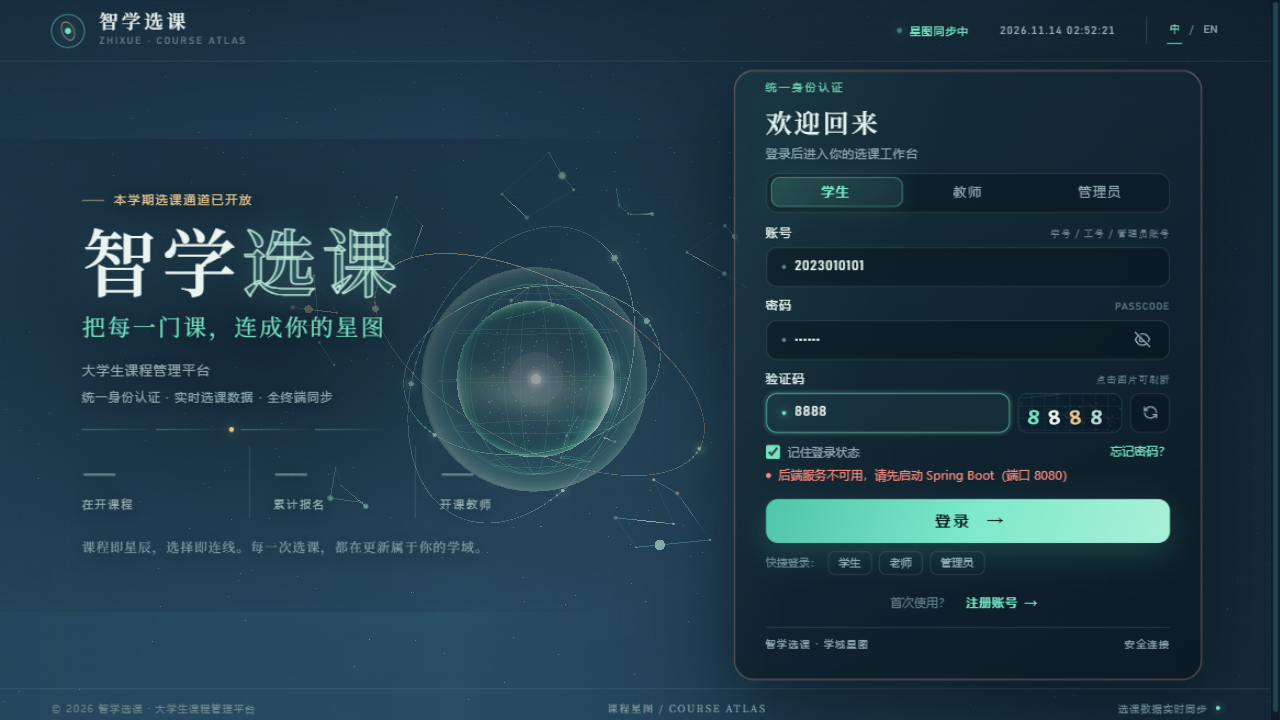 智学选课
ZHIXUE · COURSE ATLAS
星图同步中
2026.11.14 02:52:21
中 / EN
本学期选课通道已开放
智学选课
把每一门课，连成你的星图
大学生课程管理平台
统一身份认证 · 实时选课数据 · 全终端同步
在开课程
累计报名
开课教师
课程即星辰，选择即连线。每一次选课，都在更新属于你的学域。
统一身份认证
欢迎回来
登录后进入你的选课工作台
学生
教师
管理员
账号
学号 / 工号 / 管理员账号
2023010101
密码
PASSCODE
••••••
验证码
点击图片可刷新
8888
8 8 8 8
记住登录状态
忘记密码?
后端服务不可用，请先启动 Spring Boot（端口 8080）
登录 →
快捷登录:
学生
老师
管理员
首次使用?
注册账号 →
智学选课 · 学域星图
安全连接
© 2026 智学选课 · 大学生课程管理平台
课程星图 / COURSE ATLAS
选课数据实时同步